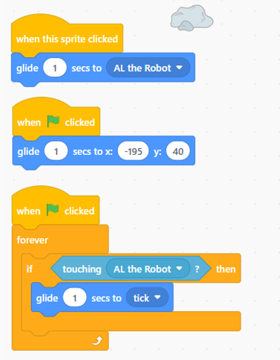 when this sprite clicked
glide 1 secs to AL the Robot
when clicked
glide 1 secs to x: -195 y: 40
when clicked
forever
if touching AL the Robot ? then
glide 1 secs to tick